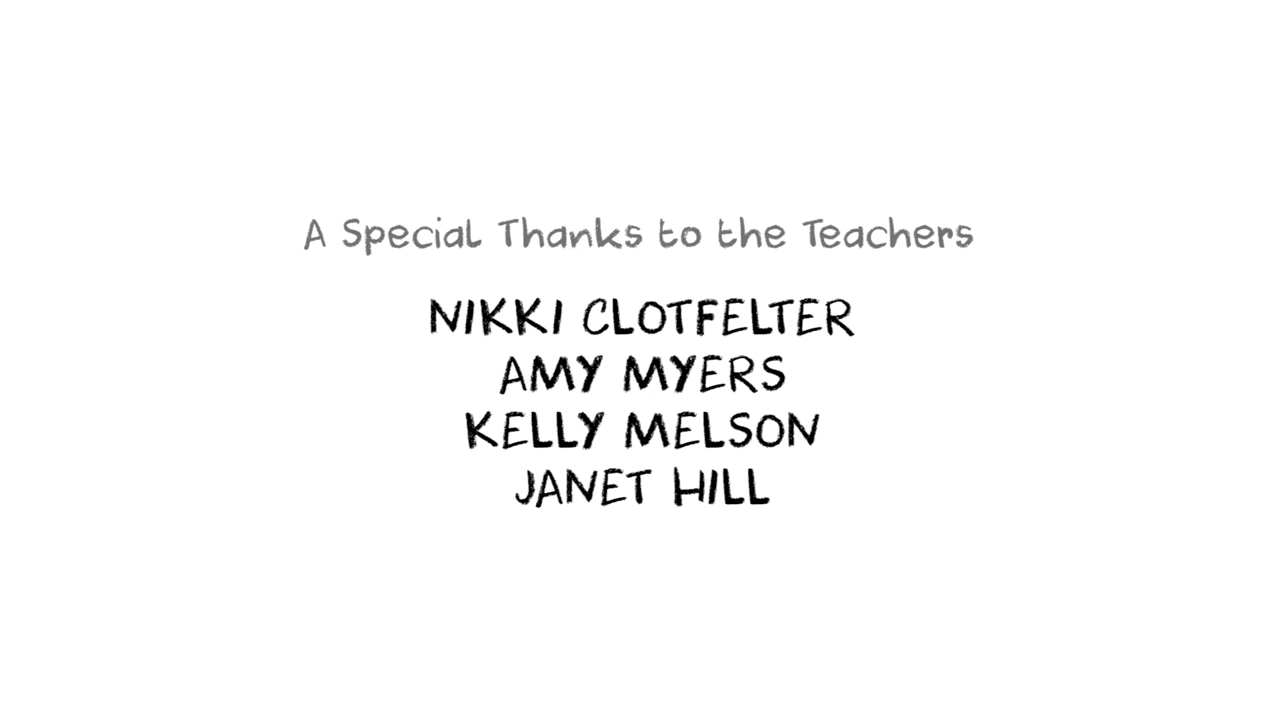 A Special Thanks to the Teachers
NIKKI CLOTFELTER
AMY MYERS
KELLY MELSON
JANET HILL